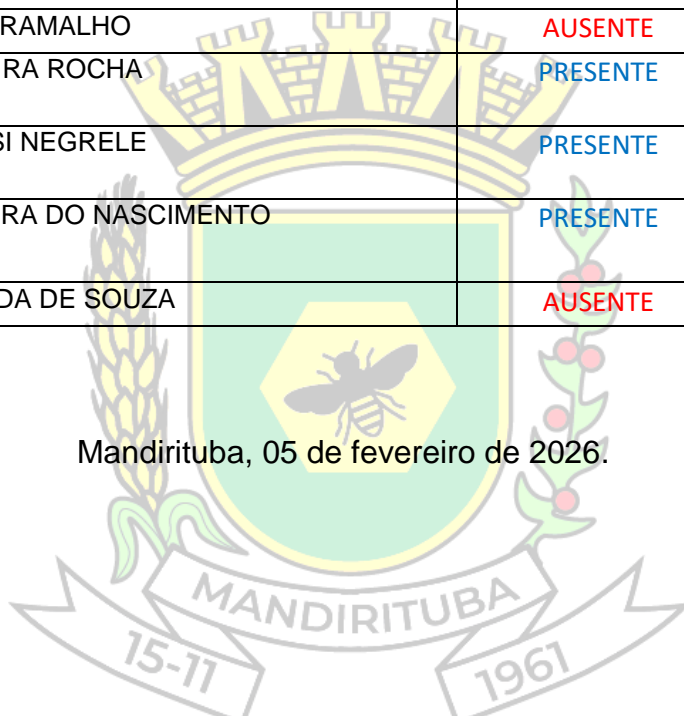 RAMALHO AUSENTE
RA ROCHA PRESENTE
SI NEGRELE PRESENTE
RA DO NASCIMENTO PRESENTE
DA DE SOUZA AUSENTE
Mandirituba, 05 de fevereiro de 2026.
MANDIRITUBA
15-11 1961